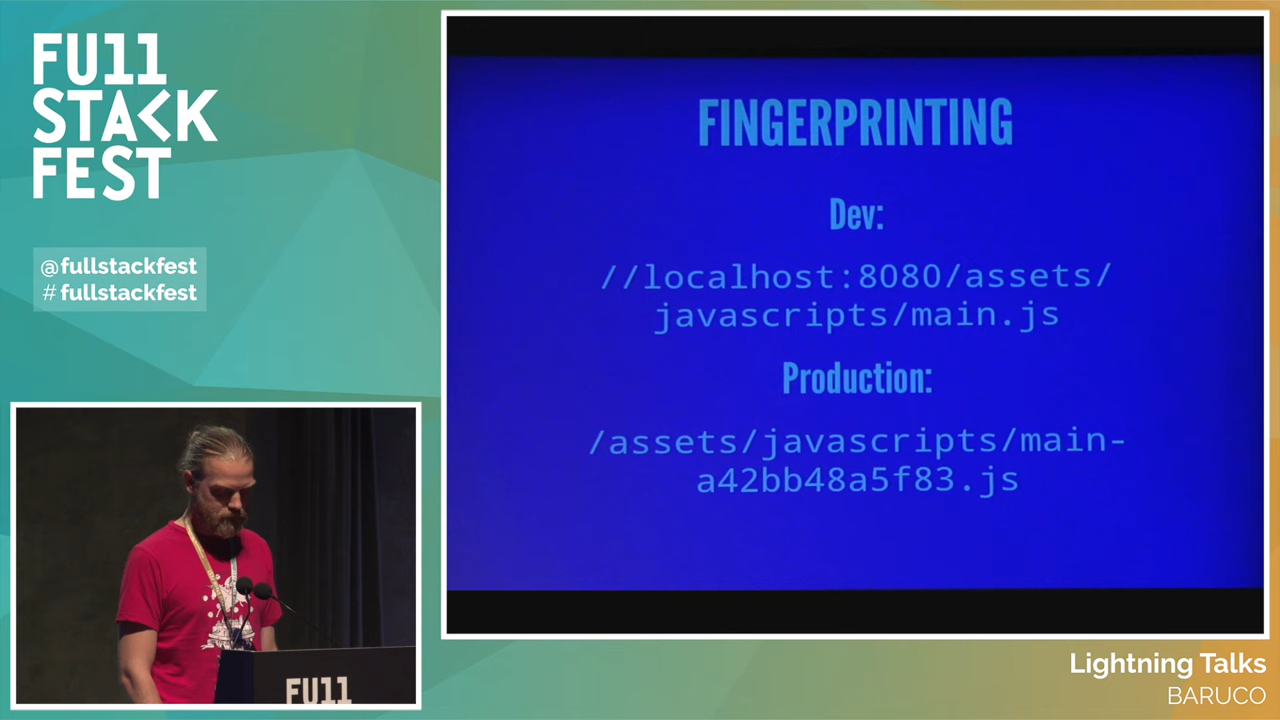 FU11
STACK
FEST
@fullstackfest
# fullstackfest
FINGERPRINTING
Dev:
//localhost:8080/assets/
javascripts/main.js
Production:
/assets/javascripts/main-
a42bb48a5f83.js
FU11
Lightning Talks
BARUCO